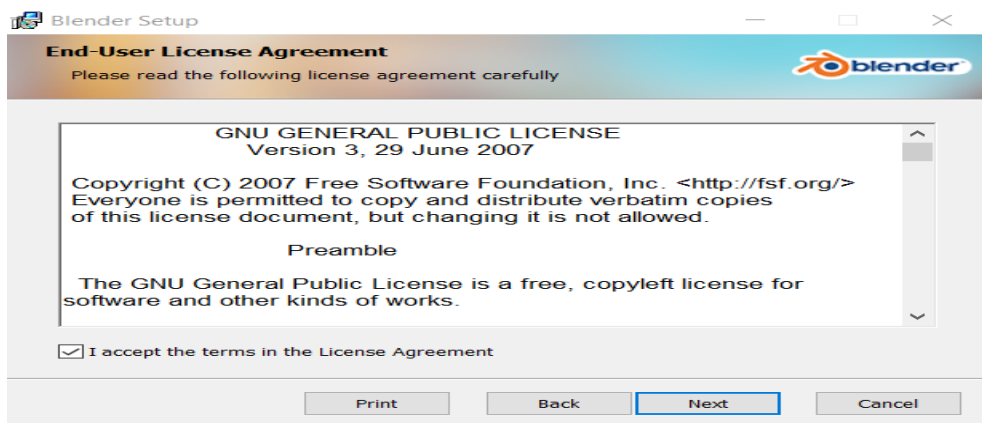 Blender Setup
End-User License Agreement
Please read the following license agreement carefully
blender
GNU GENERAL PUBLIC LICENSE
Version 3, 29 June 2007
Copyright (C) 2007 Free Software Foundation, Inc. <http://fsf.org/>
Everyone is permitted to copy and distribute verbatim copies
of this license document, but changing it is not allowed.
Preamble
The GNU General Public License is a free, copyleft license for
software and other kinds of works.
I accept the terms in the License Agreement
Print Back Next Cancel